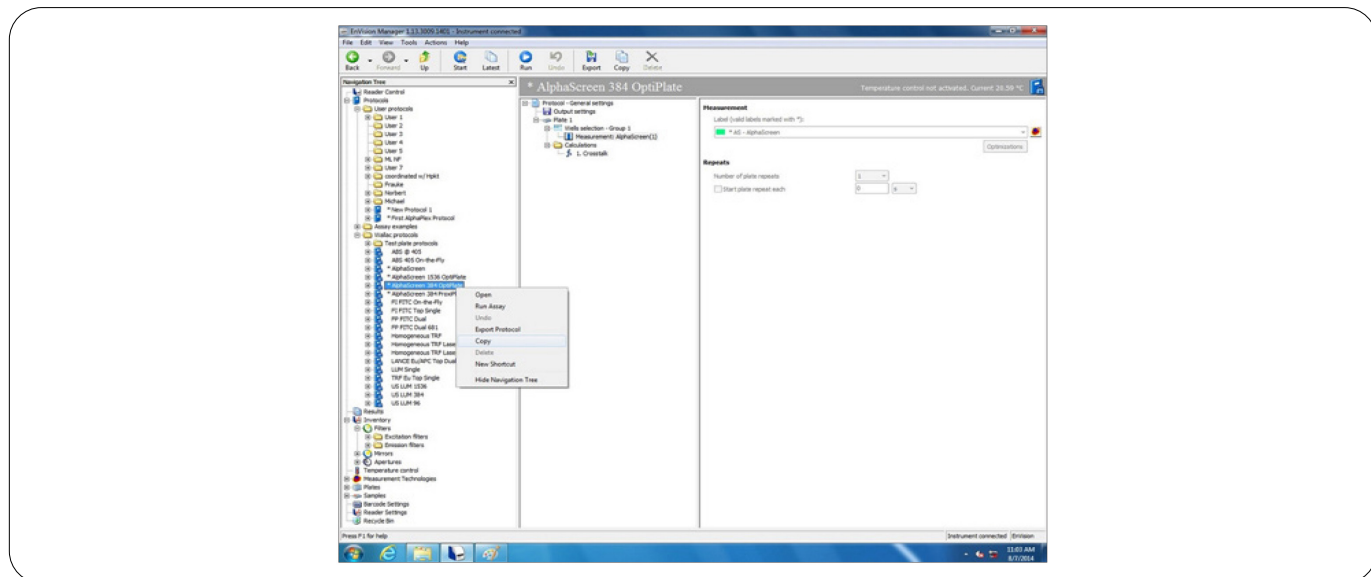 EnVision Manager 1.13.3009.1401 - Instrument connected
File Edit View Tools Actions Help
Back Forward Up Start Latest Run Undo Export Copy Delete
Navigation Tree
Reader Control
Protocols
User protocols
User 1
User 2
User 3
User 4
User 5
ML NF
User 7
coordinated w/ Hpkt
Frauke
Norbert
Michael
* New Protocol 1
* First AlphaPlex Protocol
Assay examples
Wallac protocols
Test plate protocols
ABS @ 405
ABS 405 On-the-Fly
* AlphaScreen
* AlphaScreen 1536 OptiPlate
* AlphaScreen 384 OptiPlate
* AlphaScreen 384 ProxiPl
FI FITC On-the-Fly
FI FITC Top Single
FP FITC Dual
FP FITC Dual 681
Homogeneous TRF
Homogeneous TRF Lase
Homogeneous TRF Lase
LANCE Eu/APC Top Dual
LUM Single
TRF Eu Top Single
US LUM 1536
US LUM 384
US LUM 96
Results
Inventory
Filters
Excitation filters
Emission filters
Mirrors
Apertures
Temperature control
Measurement Technologies
Plates
Samples
Barcode Settings
Reader Settings
Recycle Bin
Open
Run Assay
Undo
Export Protocol
Copy
Delete
New Shortcut
Hide Navigation Tree
* AlphaScreen 384 OptiPlate
Temperature control not activated. Current 26.59 °C
Protocol - General settings
Output settings
Plate 1
Wells selection - Group 1
Measurement: AlphaScreen(1)
Calculations
1. Crosstalk
Measurement
Label (valid labels marked with *):
* AS - AlphaScreen
Optimizations
Repeats
Number of plate repeats 1
Start plate repeat each 0 s
Press F1 for help
Instrument connected EnVision
11:03 AM
8/7/2014